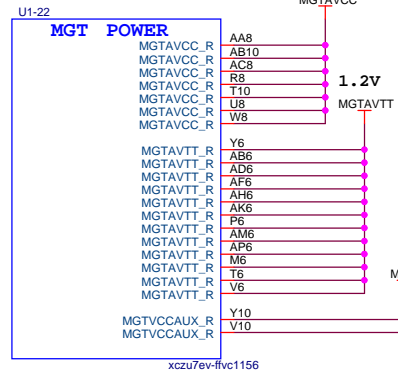 MGTAVCC
U1-22
MGT POWER
MGTAVCC_R AA8
MGTAVCC_R AB10
MGTAVCC_R AC8
MGTAVCC_R R8
MGTAVCC_R T10
MGTAVCC_R U8
MGTAVCC_R W8
1.2V
MGTAVTT
MGTAVTT_R Y6
MGTAVTT_R AB6
MGTAVTT_R AD6
MGTAVTT_R AF6
MGTAVTT_R AH6
MGTAVTT_R AK6
MGTAVTT_R P6
MGTAVTT_R AM6
MGTAVTT_R AP6
MGTAVTT_R M6
MGTAVTT_R T6
MGTAVTT_R V6
M
MGTVCCAUX_R Y10
MGTVCCAUX_R V10
xczu7ev-ffvc1156